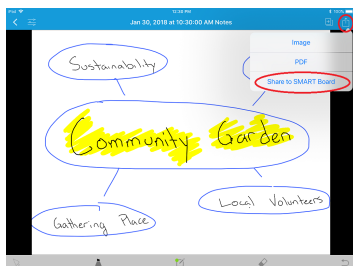 iPad 12:30 PM 100%
Jan 30, 2018 at 10:30:00 AM Notes
Image
PDF
Share to SMART Board
Sustainability
Community Garden
Local Volunteers
Gathering Place